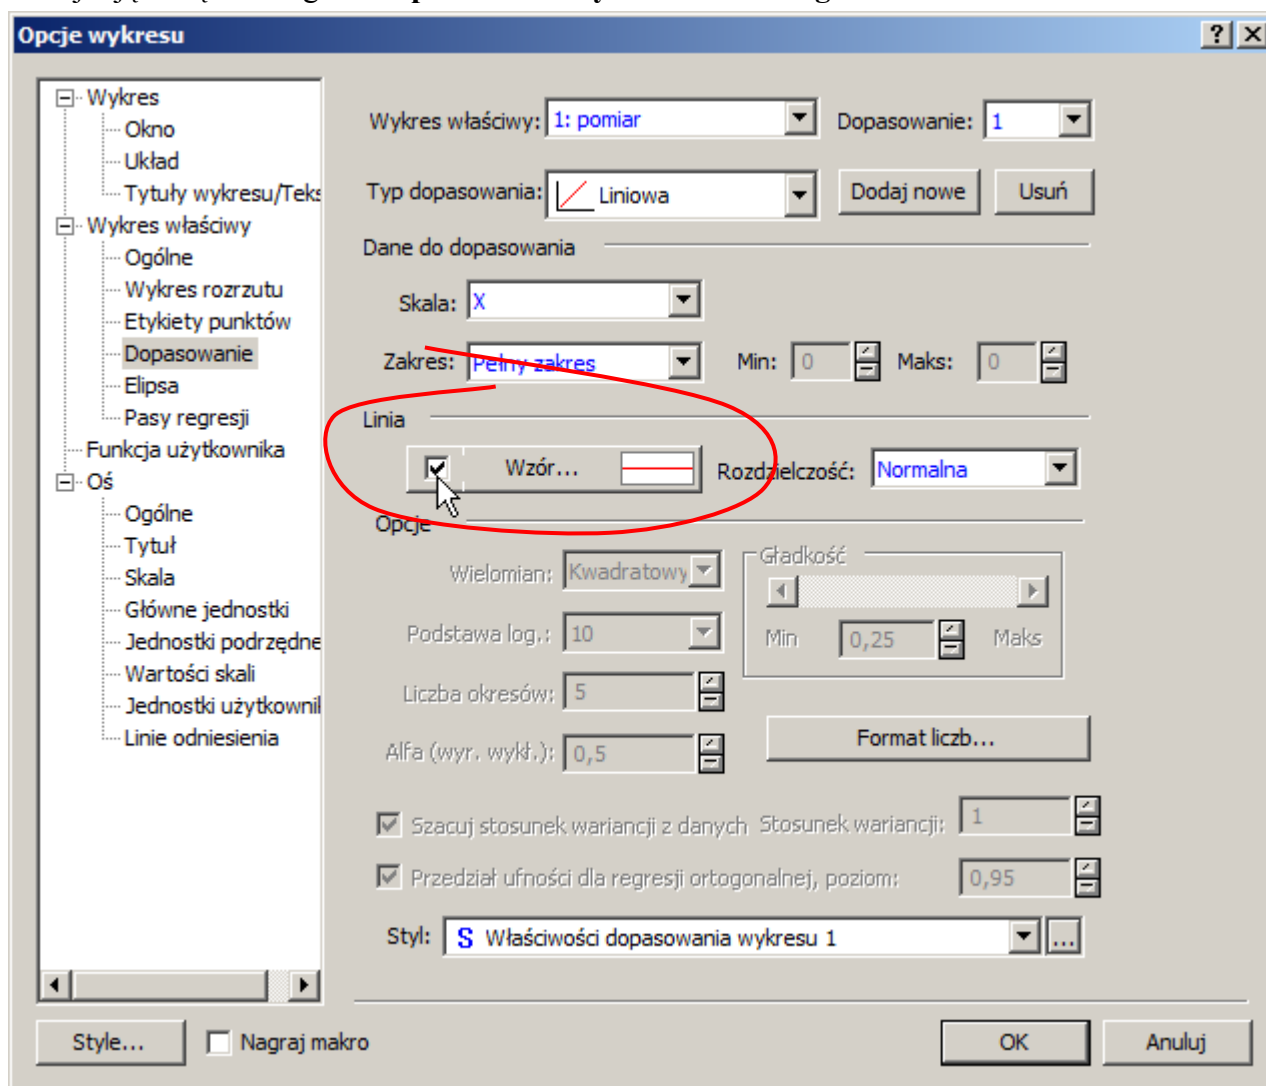 Opcje wykresu
Wykres
Okno
Układ
Tytuły wykresu/Teks
Wykres właściwy
Ogólne
Wykres rozrzutu
Etykiety punktów
Dopasowanie
Elipsa
Pasy regresji
Funkcja użytkownika
Oś
Ogólne
Tytuł
Skala
Główne jednostki
Jednostki podrzędne
Wartości skali
Jednostki użytkownil
Linie odniesienia
Wykres właściwy: 1: pomiar Dopasowanie: 1
Typ dopasowania: Liniowa Dodaj nowe Usuń
Dane do dopasowania
Skala: X
Zakres: Pełny zakres Min: 0 Maks: 0
Linia
Wzór... Rozdzielczość: Normalna
Opcje
Wielomian: Kwadratowy
Gładkość
Podstawa log.: 10
Min 0,25 Maks
Liczba okresów: 5
Format liczb...
Alfa (wyr. wykł.): 0,5
Szacuj stosunek wariancji z danych Stosunek wariancji: 1
Przedział ufności dla regresji ortogonalnej, poziom: 0,95
Styl: S Właściwości dopasowania wykresu 1 ...
Style... Nagraj makro OK Anuluj